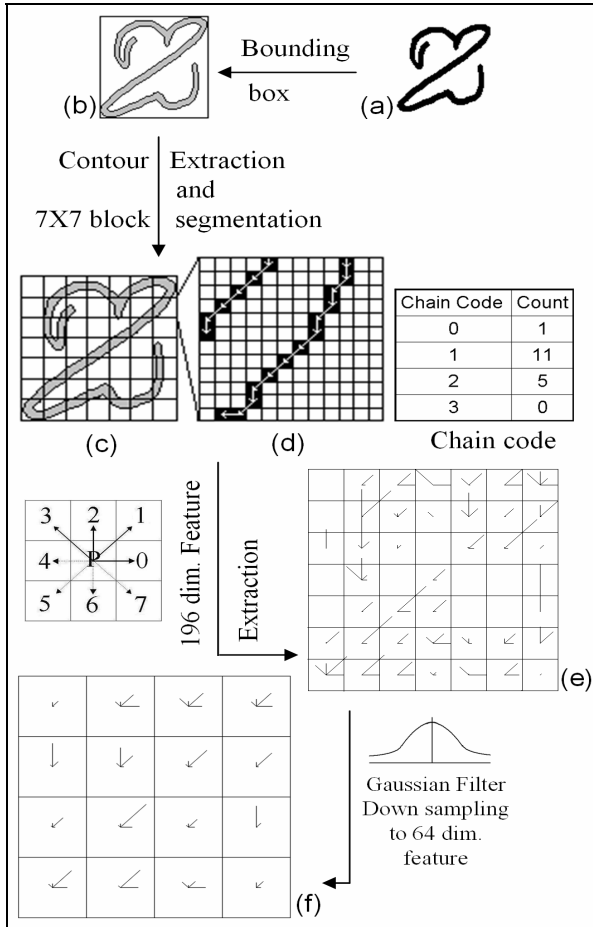 Bounding
box
(b)
(a)
Contour Extraction
and
7X7 block segmentation
Chain Code Count
0 1
1 11
2 5
3 0
(c)
(d)
Chain code
3 2 1
4 P 0
5 6 7
196 dim. Feature
Extraction
(e)
Gaussian Filter
Down sampling
to 64 dim.
feature
(f)